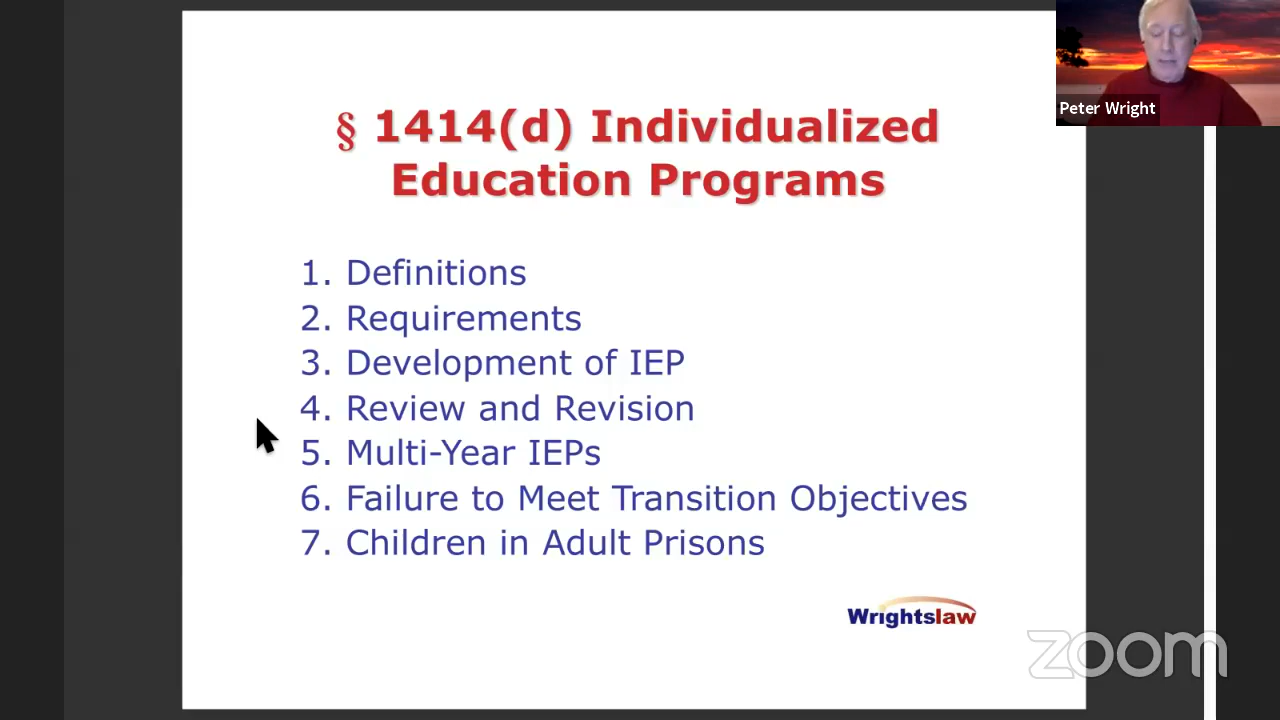 Peter Wright
§ 1414(d) Individualized
Education Programs
1. Definitions
2. Requirements
3. Development of IEP
4. Review and Revision
5. Multi-Year IEPs
6. Failure to Meet Transition Objectives
7. Children in Adult Prisons
Wrightslaw
zoom